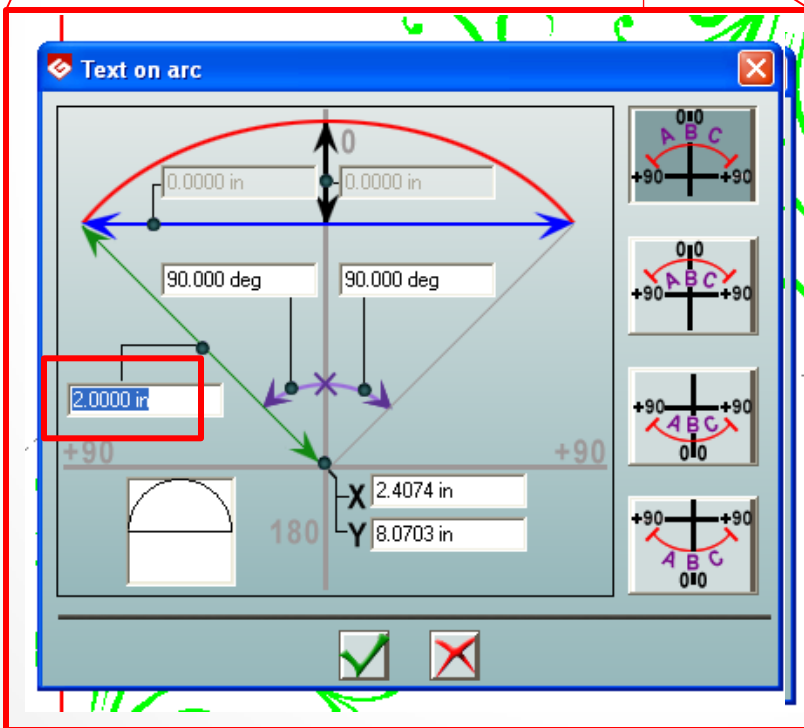 Text on arc
0
0.0000 in
0.0000 in
90.000 deg
90.000 deg
2.0000 in
+90
+90
X
2.4074 in
180
Y
8.0703 in
0 0
A B C
+90
+90
0 0
+90
A B C
+90
+90
+90
A B C
0 0
+90
+90
A B C
0 0